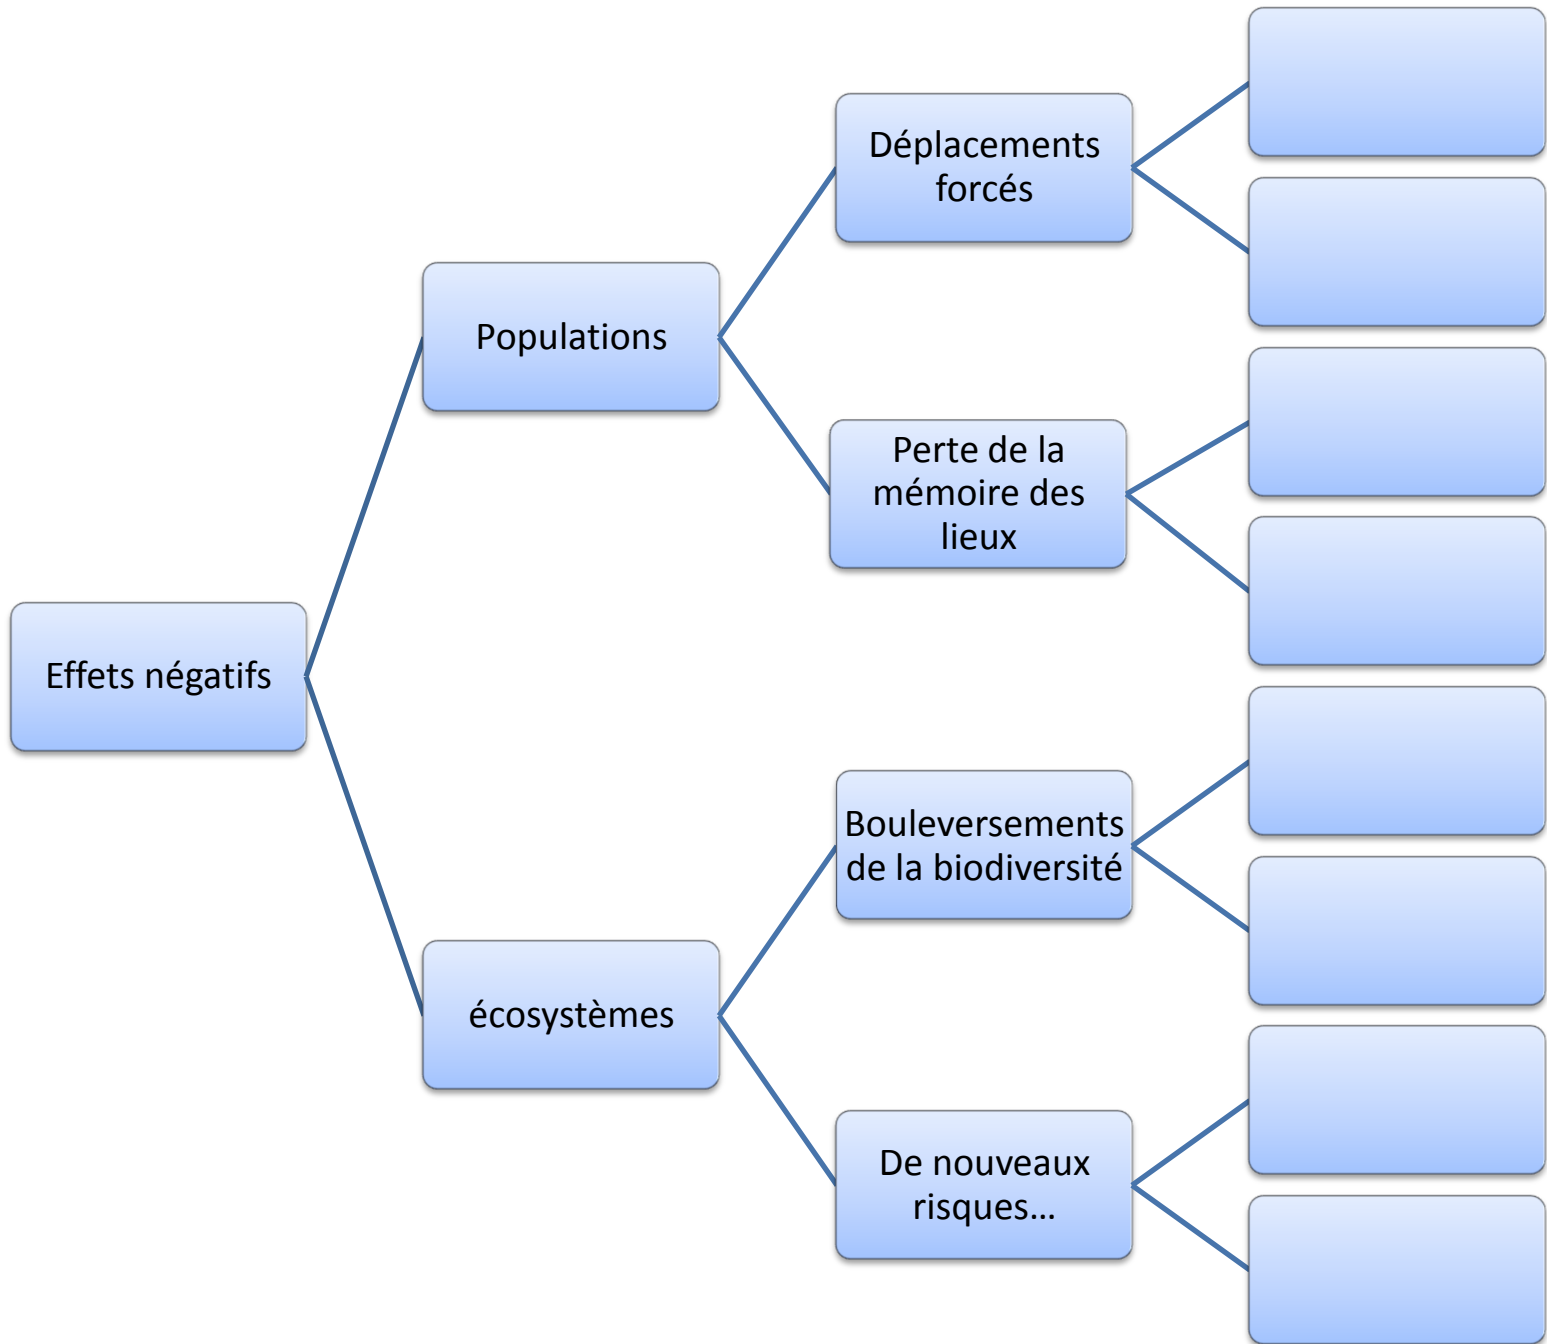 Déplacements
forcés
Populations
Perte de la
mémoire des
lieux
Effets négatifs
Bouleversements
de la biodiversité
écosystèmes
De nouveaux
risques...